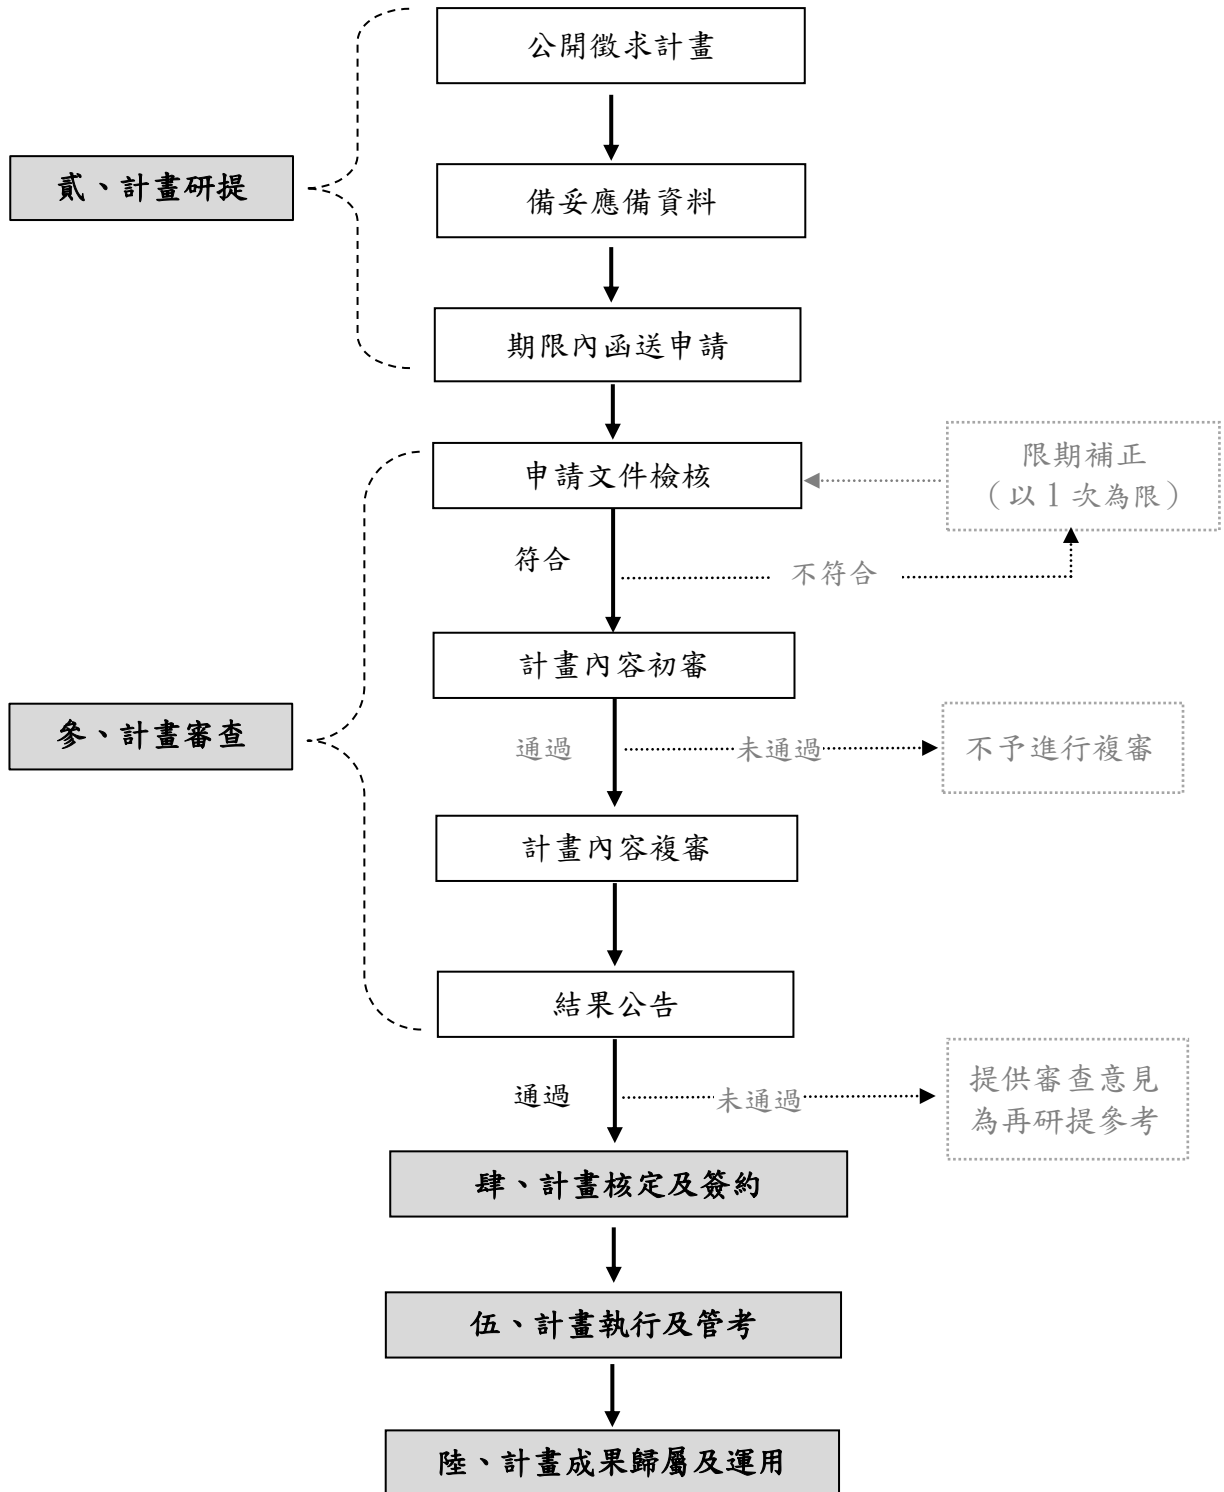 公開徵求計畫
貳、計畫研提
備妥應備資料
期限內函送申請
申請文件檢核
限期補正
（以 1 次為限）
符合
不符合
計畫內容初審
參、計畫審查
通過
未通過
不予進行複審
計畫內容複審
結果公告
通過
未通過
提供審查意見
為再研提參考
肆、計畫核定及簽約
伍、計畫執行及管考
陸、計畫成果歸屬及運用